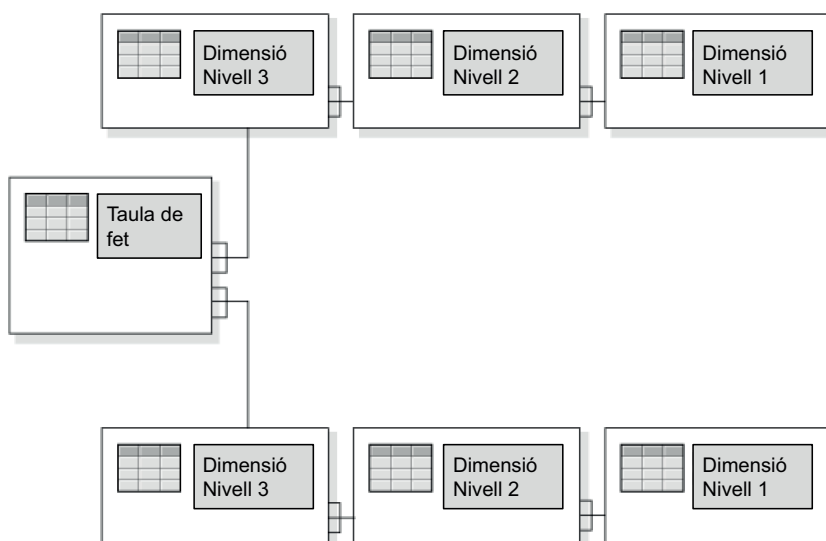 Dimensió
Nivell 3
Dimensió
Nivell 2
Dimensió
Nivell 1
Taula de
fet
Dimensió
Nivell 3
Dimensió
Nivell 2
Dimensió
Nivell 1